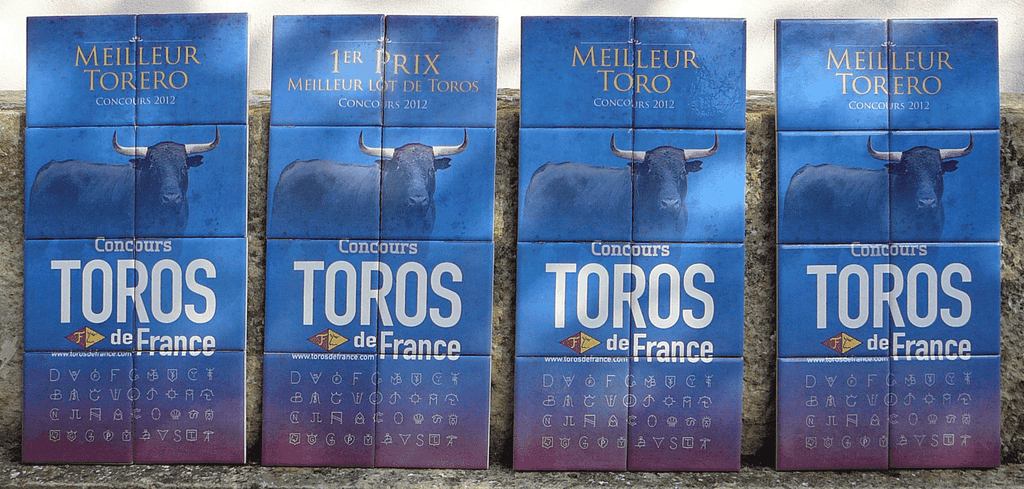 MEILLEUR
TORERO
CONCOURS 2012
Concours
TOROS
de France
www.torosdefrance.com
1ER PRIX
MEILLEUR LOT DE TOROS
CONCOURS 2012
Concours
TOROS
de France
www.torosdefrance.com
MEILLEUR
TORO
CONCOURS 2012
Concours
TOROS
de France
www.torosdefrance.com
MEILLEUR
TORERO
CONCOURS 2012
Concours
TOROS
de France
www.torosdefrance.com